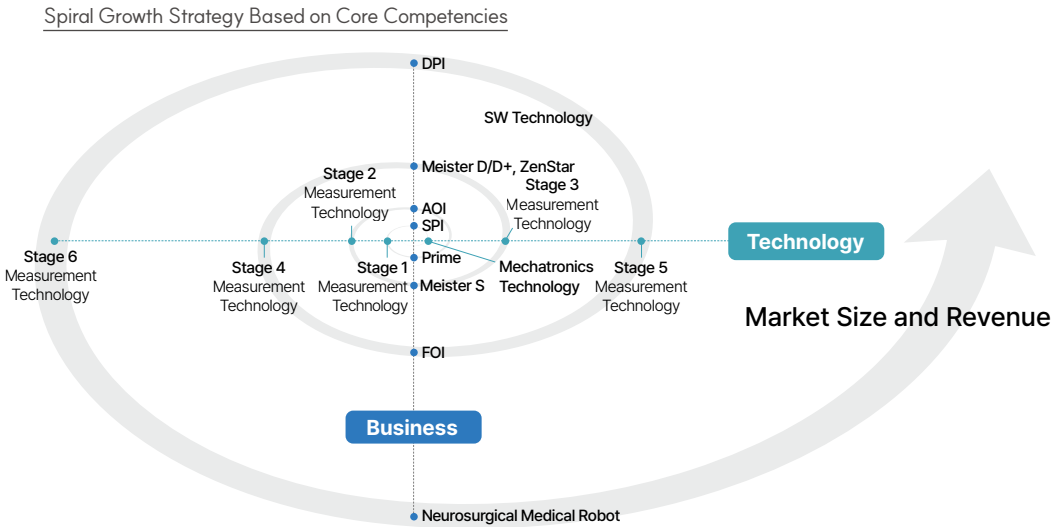 Spiral Growth Strategy Based on Core Competencies
DPI
SW Technology
Meister D/D+, ZenStar
Stage 2
Measurement
Technology
Stage 3
Measurement
Technology
AOI
SPI
Technology
Stage 6
Measurement
Technology
Stage 4
Measurement
Technology
Stage 1
Measurement
Technology
Prime
Meister S
Mechatronics
Technology
Stage 5
Measurement
Technology
Market Size and Revenue
FOI
Business
Neurosurgical Medical Robot